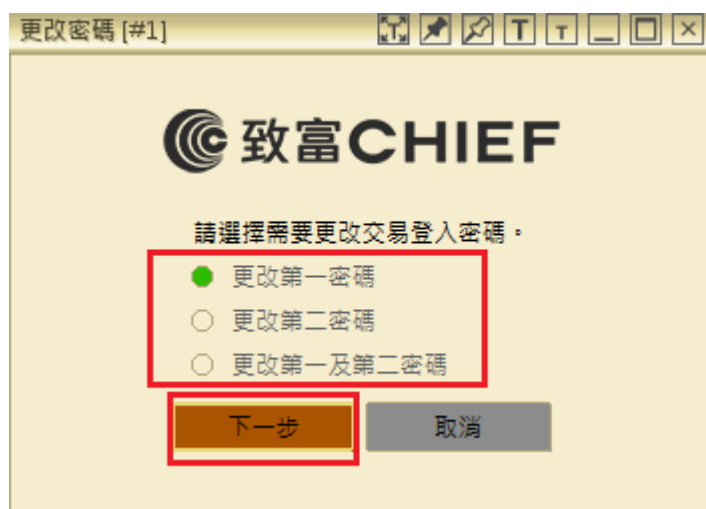 更改密碼 [#1]
致富CHIEF
請選擇需要更改交易登入密碼。
更改第一密碼
更改第二密碼
更改第一及第二密碼
下一步 取消